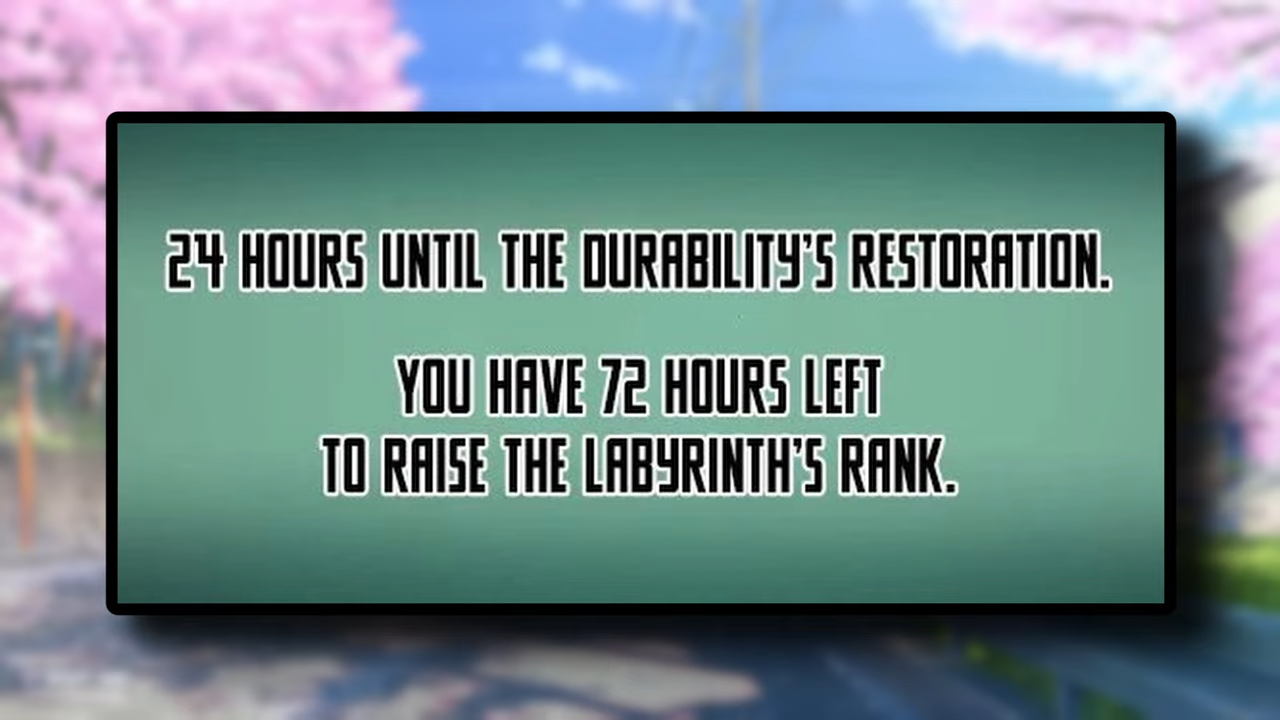 24 HOURS UNTIL THE DURABILITY'S RESTORATION.
YOU HAVE 72 HOURS LEFT
TO RAISE THE LABYRINTH'S RANK.